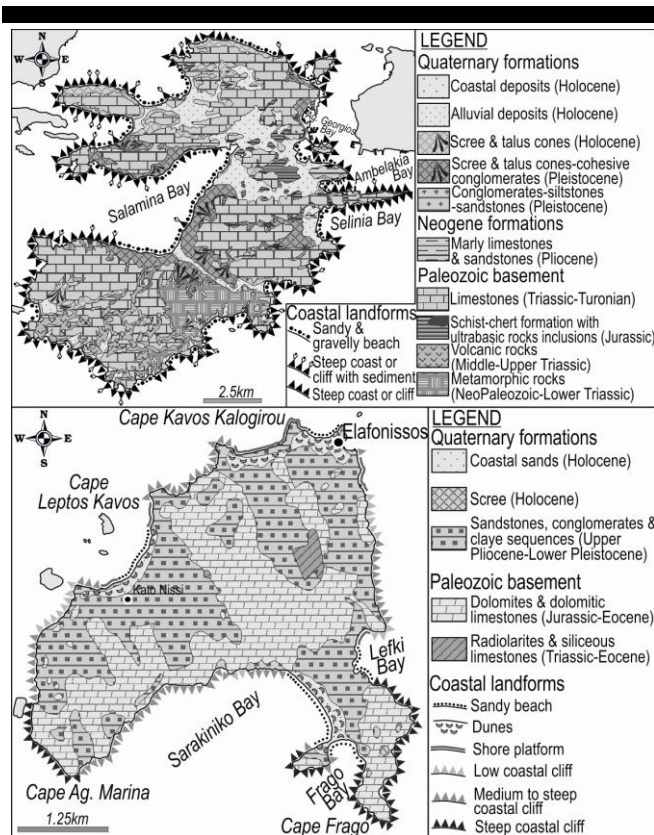 N
W E
S
Georgios
Bay
Ambelakia
Bay
Salamina Bay
Selinia Bay
2.5km
Coastal landforms
Sandy &
gravelly beach
Steep coast or
cliff with sediment
Steep coast or cliff
LEGEND
Quaternary formations
Coastal deposits (Holocene)
Alluvial deposits (Holocene)
Scree & talus cones (Holocene)
Scree & talus cones-cohesive
conglomerates (Pleistocene)
Conglomerates-siltstones
-sandstones (Pleistocene)
Neogene formations
Marly limestones
& sandstones (Pliocene)
Paleozoic basement
Limestones (Triassic-Turonian)
Schist-chert formation with
ultrabasic rocks inclusions (Jurassic)
Volcanic rocks
(Middle-Upper Triassic)
Metamorphic rocks
(NeoPaleozoic-Lower Triassic)
N
W E
S
Cape Kavos Kalogirou
Elafonissos
Cape
Leptos Kavos
Kato Nissi
Lefki
Bay
Sarakiniko Bay
Frago
Bay
Cape Ag. Marina
Cape Frago
1.25km
LEGEND
Quaternary formations
Coastal sands (Holocene)
Scree (Holocene)
Sandstones, conglomerates &
claye sequences (Upper
Pliocene-Lower Pleistocene)
Paleozoic basement
Dolomites & dolomitic
limestones (Jurassic-Eocene)
Radiolarites & siliceous
limestones (Triassic-Eocene)
Coastal landforms
Sandy beach
Dunes
Shore platform
Low coastal cliff
Medium to steep
coastal cliff
Steep coastal cliff